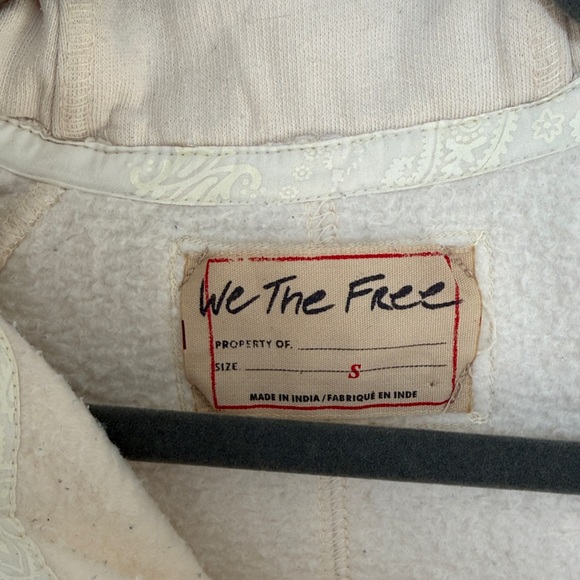 We The Free
PROPERTY OF.
SIZE S
MADE IN INDIA / FABRIQUÉ EN INDE